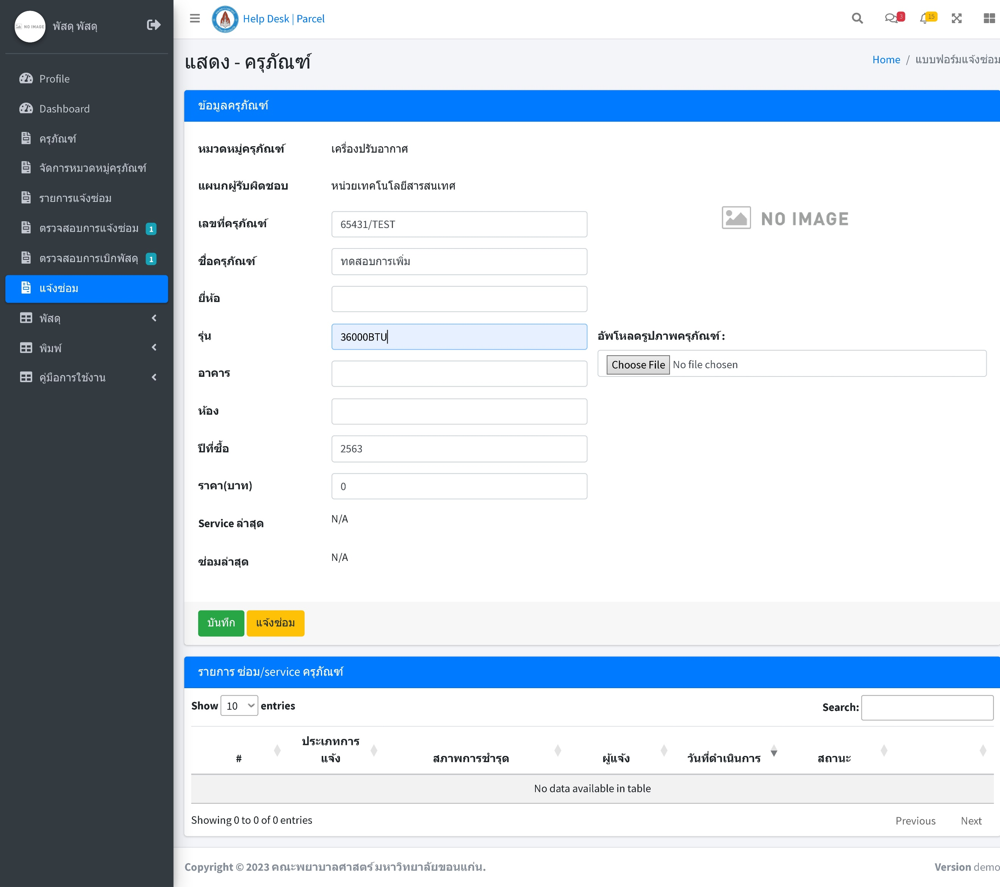 NO IMAGE
พัสดุ พัสดุ
Profile
Dashboard
ครุภัณฑ์
จัดการหมวดหมู่ครุภัณฑ์
รายการแจ้งซ่อม
ตรวจสอบการแจ้งซ่อม 1
ตรวจสอบการเบิกพัสดุ 1
แจ้งซ่อม
พัสดุ
พิมพ์
คู่มือการใช้งาน
Help Desk | Parcel
3
15
แสดง - ครุภัณฑ์
Home / แบบฟอร์มแจ้งซ่อม
ข้อมูลครุภัณฑ์
หมวดหมู่ครุภัณฑ์ เครื่องปรับอากาศ
แผนกผู้รับผิดชอบ หน่วยเทคโนโลยีสารสนเทศ
เลขที่ครุภัณฑ์ 65431/TEST
NO IMAGE
ชื่อครุภัณฑ์ ทดสอบการเพิ่ม
ยี่ห้อ
รุ่น 36000BTU
อัพโหลดรูปภาพครุภัณฑ์ :
Choose File No file chosen
อาคาร
ห้อง
ปีที่ซื้อ 2563
ราคา(บาท) 0
Service ล่าสุด N/A
ซ่อมล่าสุด N/A
บันทึก แจ้งซ่อม
รายการ ซ่อม/service ครุภัณฑ์
Show 10 entries
Search:
# ประเภทการแจ้ง สภาพการชำรุด ผู้แจ้ง วันที่ดำเนินการ สถานะ
No data available in table
Showing 0 to 0 of 0 entries
Previous Next
Copyright © 2023 คณะพยาบาลศาสตร์ มหาวิทยาลัยขอนแก่น.
Version demo